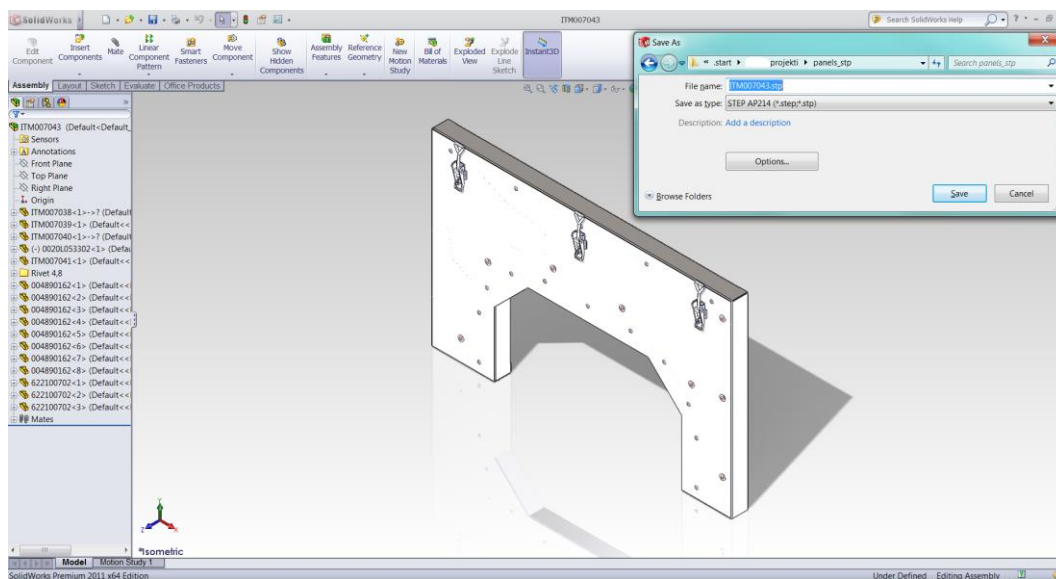 SolidWorks
ITM007043
Search SolidWorks Help
Edit Component
Insert Components
Mate
Linear Component Pattern
Smart Fasteners
Move Component
Show Hidden Components
Assembly Features
Reference Geometry
New Motion Study
Bill of Materials
Exploded View
Explode Line Sketch
Instant3D
Assembly Layout Sketch Evaluate Office Products
ITM007043 (Default<Default_
Sensors
Annotations
Front Plane
Top Plane
Right Plane
Origin
ITM007038<1>->? (Default
ITM007039<1> (Default<<
ITM007040<1>->? (Default
(-) 0020L053302<1> (Defau
ITM007041<1> (Default<<
Rivet 4,8
004890162<1> (Default<<
004890162<2> (Default<<
004890162<3> (Default<<
004890162<4> (Default<<
004890162<5> (Default<<
004890162<6> (Default<<
004890162<7> (Default<<
004890162<8> (Default<<
622100702<1> (Default<<
622100702<2> (Default<<
622100702<3> (Default<<
Mates
Save As
« .start projekti panels_stp
Search panels_stp
File name: ITM007043.stp
Save as type: STEP AP214 (*.step;*.stp)
Description: Add a description
Options...
Browse Folders
Save
Cancel
Y
Z
X
*Isometric
Model Motion Study 1
SolidWorks Premium 2011 x64 Edition
Under Defined Editing Assembly